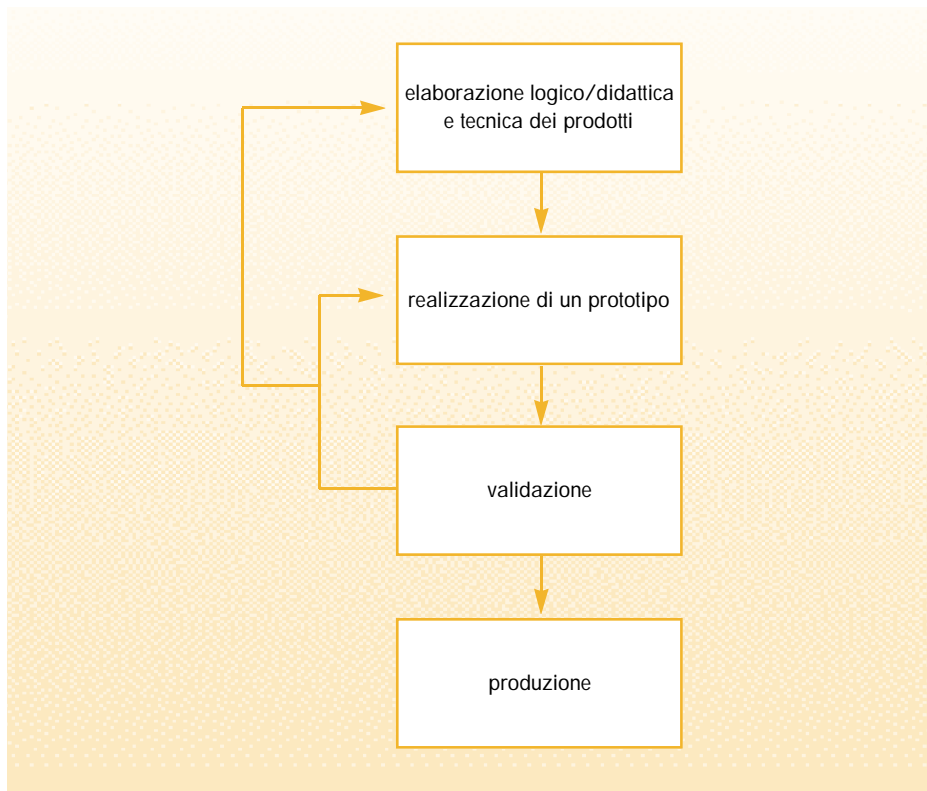 elaborazione logico/didattica
e tecnica dei prodotti
realizzazione di un prototipo
validazione
produzione